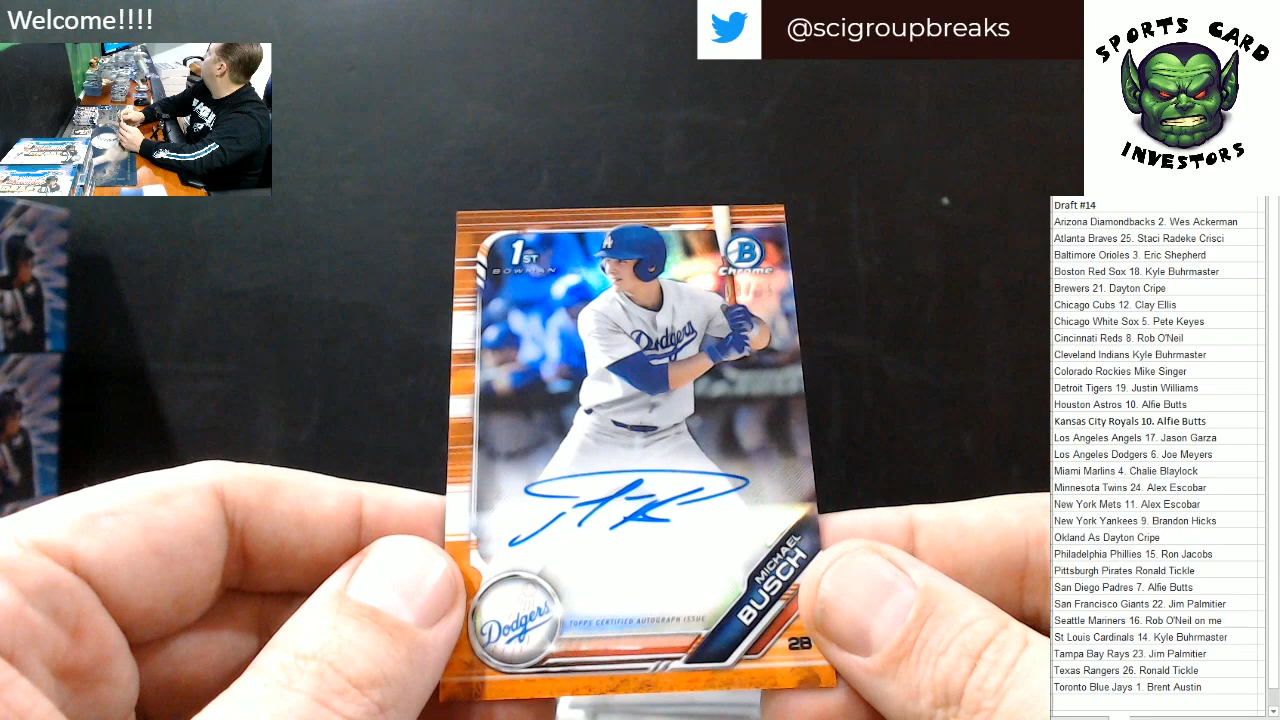 Welcome!!!!
@scigroupbreaks
SPORTS CARD
INVESTORS
1ST
BOWMAN
B
Chrome
LA
Dodgers
MICHAEL
BUSCH
Dodgers
TOPPS CERTIFIED AUTOGRAPH ISSUE
2B
Draft #14
Arizona Diamondbacks 2. Wes Ackerman
Atlanta Braves 25. Staci Radeke Crisci
Baltimore Orioles 3. Eric Shepherd
Boston Red Sox 18. Kyle Buhrmaster
Brewers 21. Dayton Cripe
Chicago Cubs 12. Clay Ellis
Chicago White Sox 5. Pete Keyes
Cincinnati Reds 8. Rob O'Neil
Cleveland Indians Kyle Buhrmaster
Colorado Rockies Mike Singer
Detroit Tigers 19. Justin Williams
Houston Astros 10. Alfie Butts
Kansas City Royals 10. Alfie Butts
Los Angeles Angels 17. Jason Garza
Los Angeles Dodgers 6. Joe Meyers
Miami Marlins 4. Chalie Blaylock
Minnesota Twins 24. Alex Escobar
New York Mets 11. Alex Escobar
New York Yankees 9. Brandon Hicks
Okland As Dayton Cripe
Philadelphia Phillies 15. Ron Jacobs
Pittsburgh Pirates Ronald Tickle
San Diego Padres 7. Alfie Butts
San Francisco Giants 22. Jim Palmitier
Seattle Mariners 16. Rob O'Neil on me
St Louis Cardinals 14. Kyle Buhrmaster
Tampa Bay Rays 23. Jim Palmitier
Texas Rangers 26. Ronald Tickle
Toronto Blue Jays 1. Brent Austin